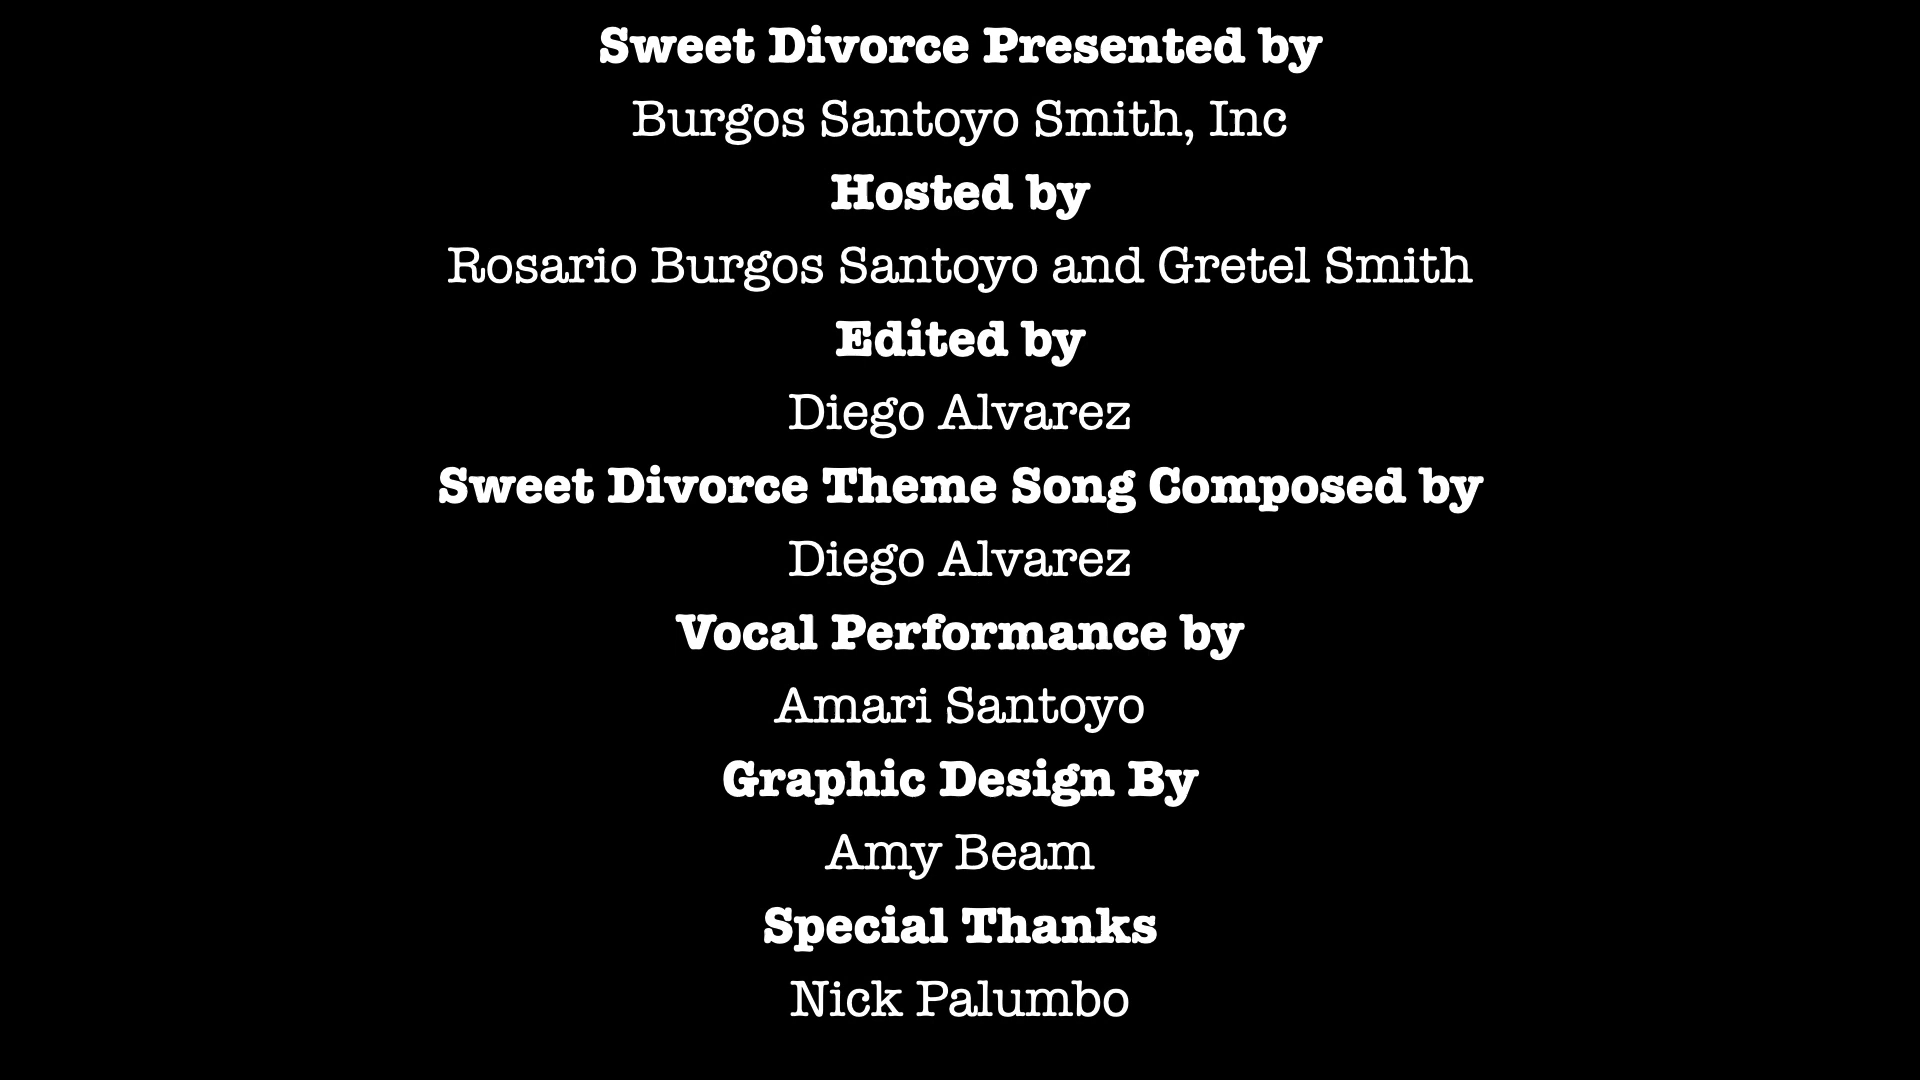 Sweet Divorce Presented by
Burgos Santoyo Smith, Inc
Hosted by
Rosario Burgos Santoyo and Gretel Smith
Edited by
Diego Alvarez
Sweet Divorce Theme Song Composed by
Diego Alvarez
Vocal Performance by
Amari Santoyo
Graphic Design By
Amy Beam
Special Thanks
Nick Palumbo